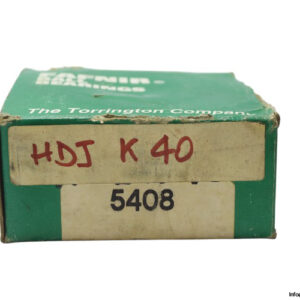 FAFNIR®
BEARINGS
The Torrington Company
HDJ K 40
5408